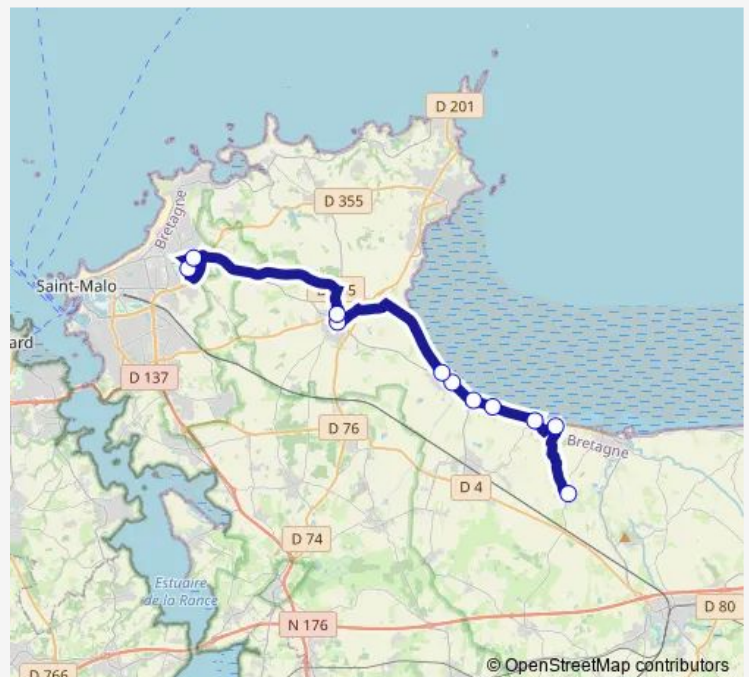 D 201
D 355
Bretagne
Saint-Malo
ard
D 137
D 76
Bretagne
D 4
D 74
Estuaire
de la Rance
D 80
N 176
D 766
© OpenStreetMap contributors